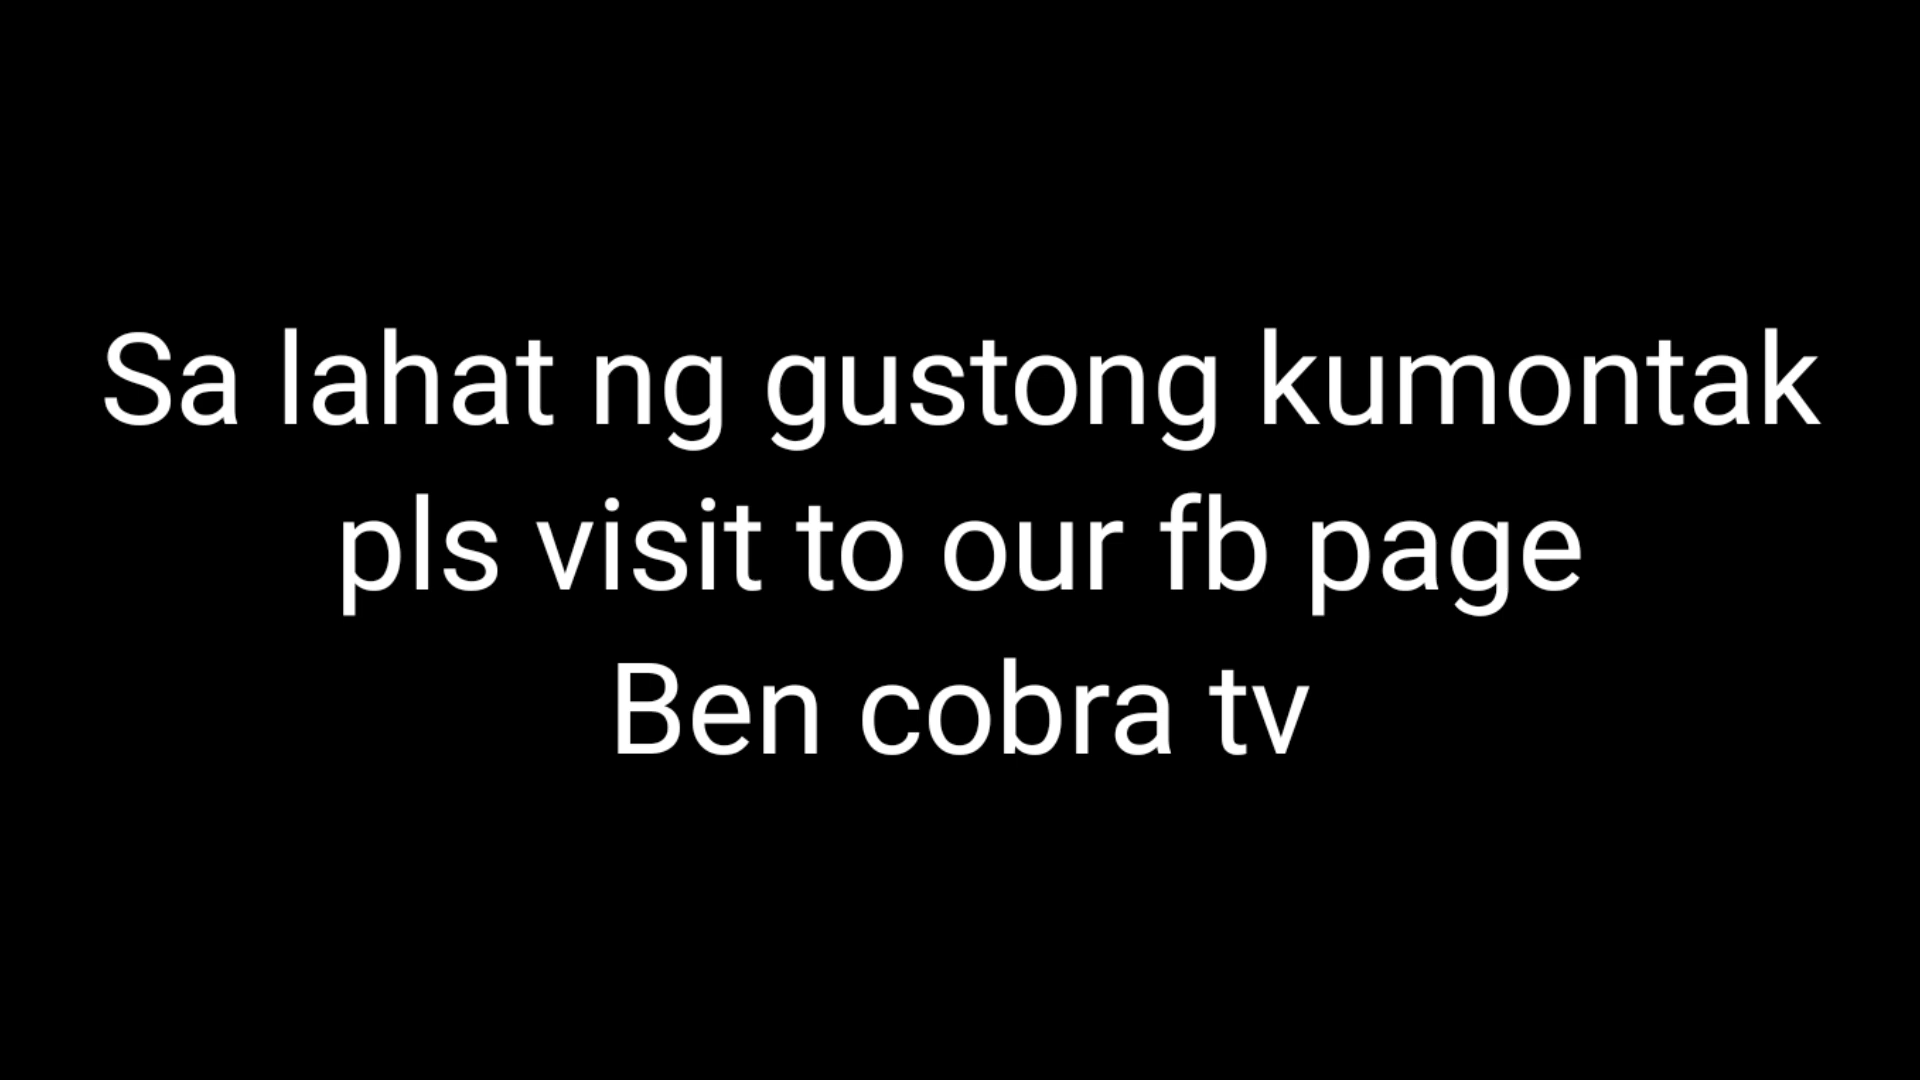 Sa lahat ng gustong kumontak
pls visit to our fb page
Ben cobra tv